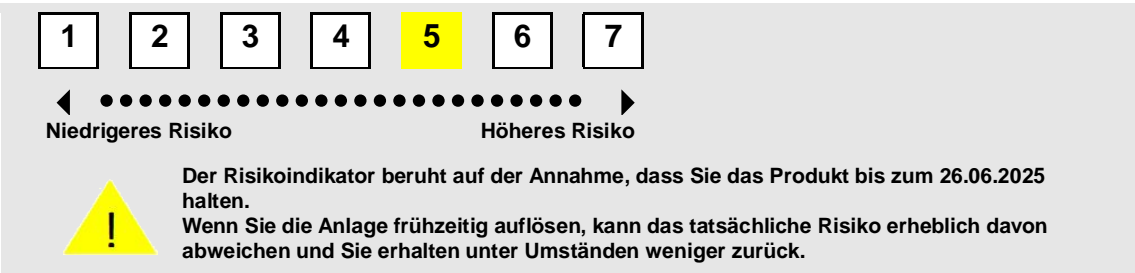 1 2 3 4 5 6 7
Niedrigeres Risiko Höheres Risiko
Der Risikoindikator beruht auf der Annahme, dass Sie das Produkt bis zum 26.06.2025
halten.
!
Wenn Sie die Anlage frühzeitig auflösen, kann das tatsächliche Risiko erheblich davon
abweichen und Sie erhalten unter Umständen weniger zurück.